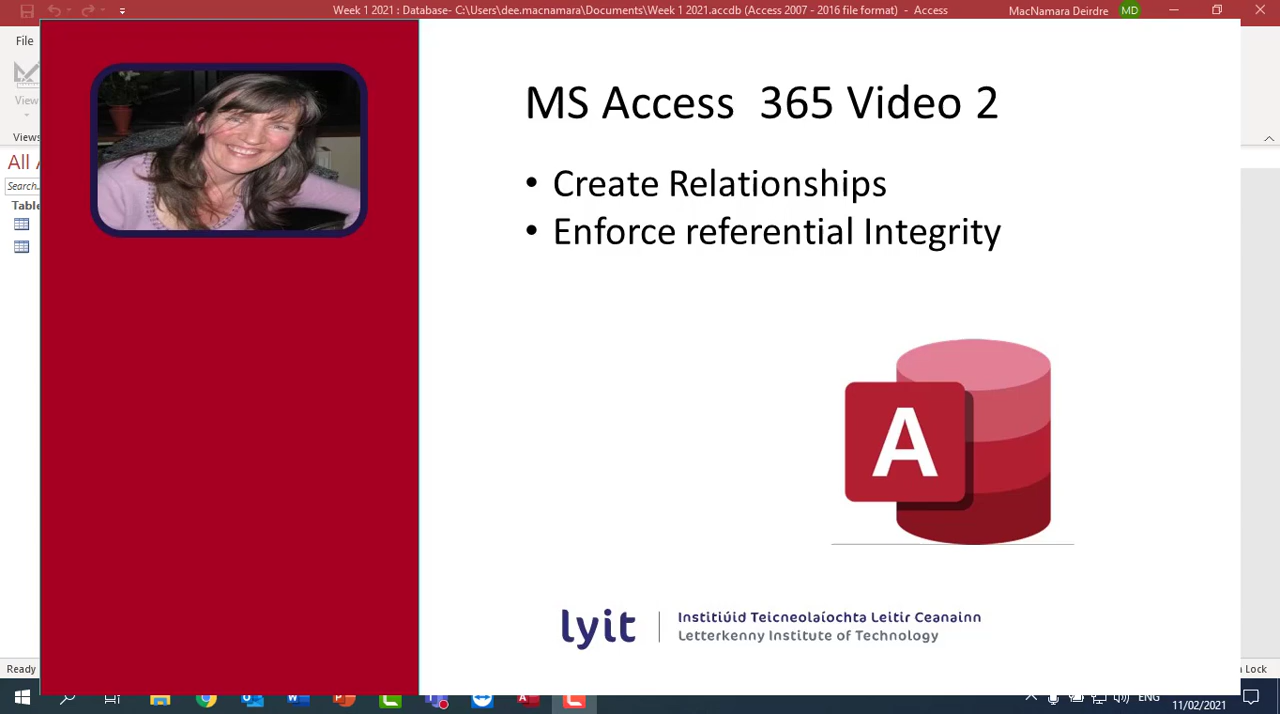 Week 1 2021 : Database- C:\Users\dee.macnamara\Documents\Week 1 2021.accdb (Access 2007 - 2016 file format) - Access
MacNamara Deirdre
MD
File
View
Views
All A
Search...
Table
MS Access 365 Video 2
• Create Relationships
• Enforce referential Integrity
A
lyit
Institiúid Teicneolaíochta Leitir Ceanainn
Letterkenny Institute of Technology
Ready
Lock
ENG
11/02/2021